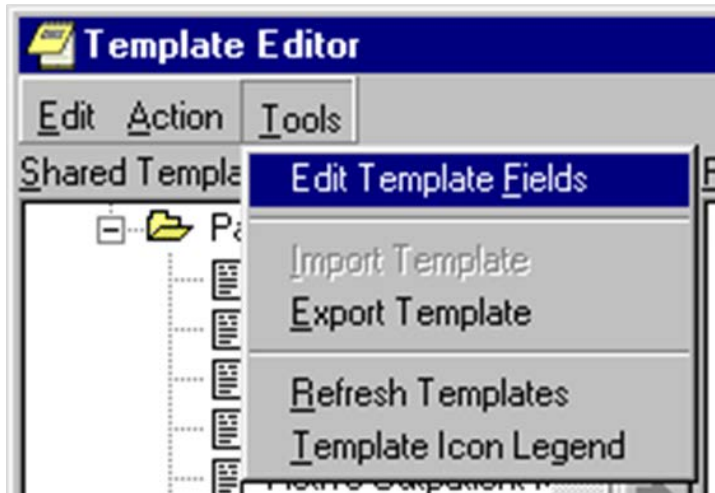 Template Editor
Edit Action Tools
Shared Templa
Edit Template Fields
Pa
Import Template
Export Template
Refresh Templates
Template Icon Legend